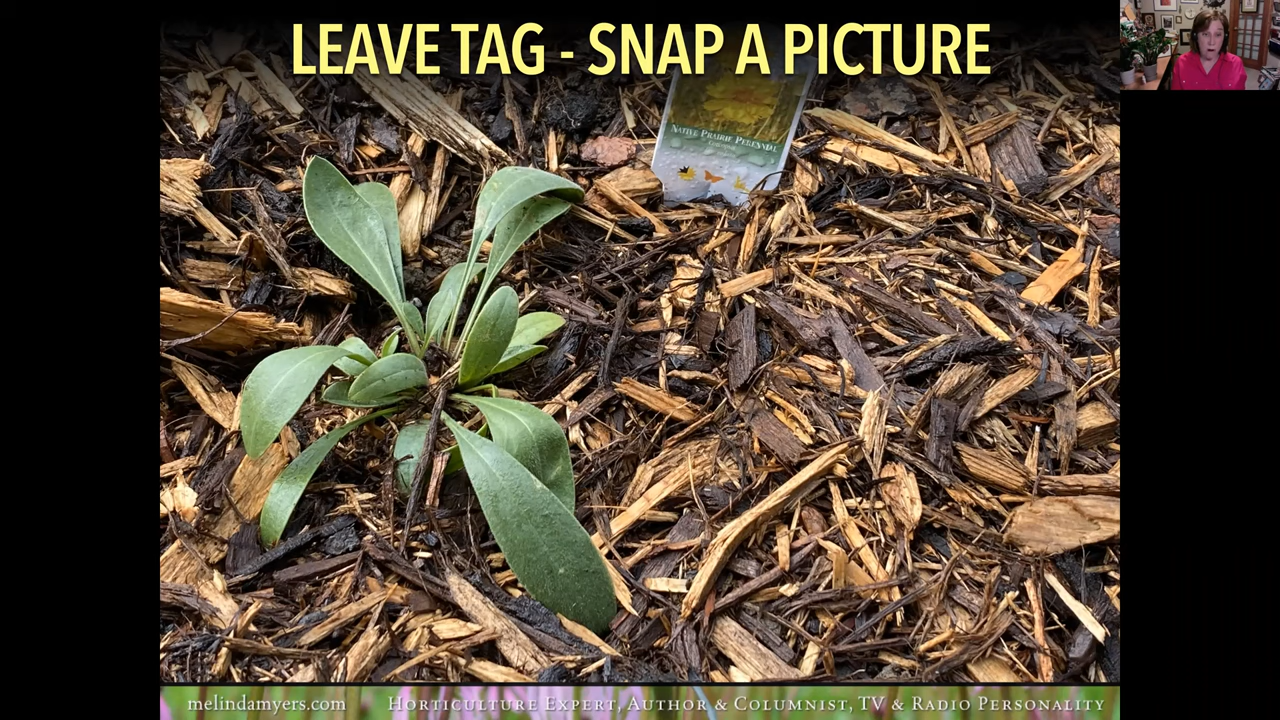 LEAVE TAG - SNAP A PICTURE
NATIVE PRAIRIE PERENNIAL
melindamyers.com HORTICULTURE EXPERT, AUTHOR & COLUMNIST, TV & RADIO PERSONALITY